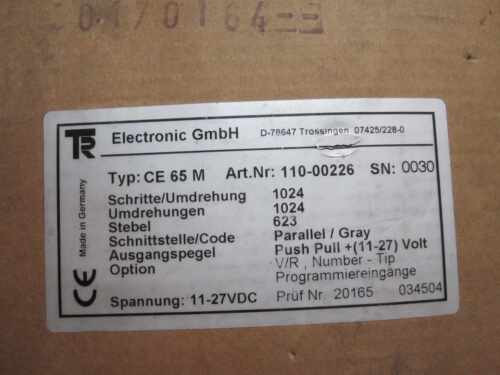 TR Electronic GmbH D-78647 Trossingen 07425/228-0
Typ: CE 65 M Art.Nr: 110-00226 SN: 0030
Made in Germany
CE
Schritte/Umdrehung 1024
Umdrehungen 1024
Stebel 623
Schnittstelle/Code Parallel / Gray
Ausgangspegel Push Pull +(11-27) Volt
Option V/R , Number - Tip
Programmiereingänge
Spannung: 11-27VDC Prüf Nr 20165 034504